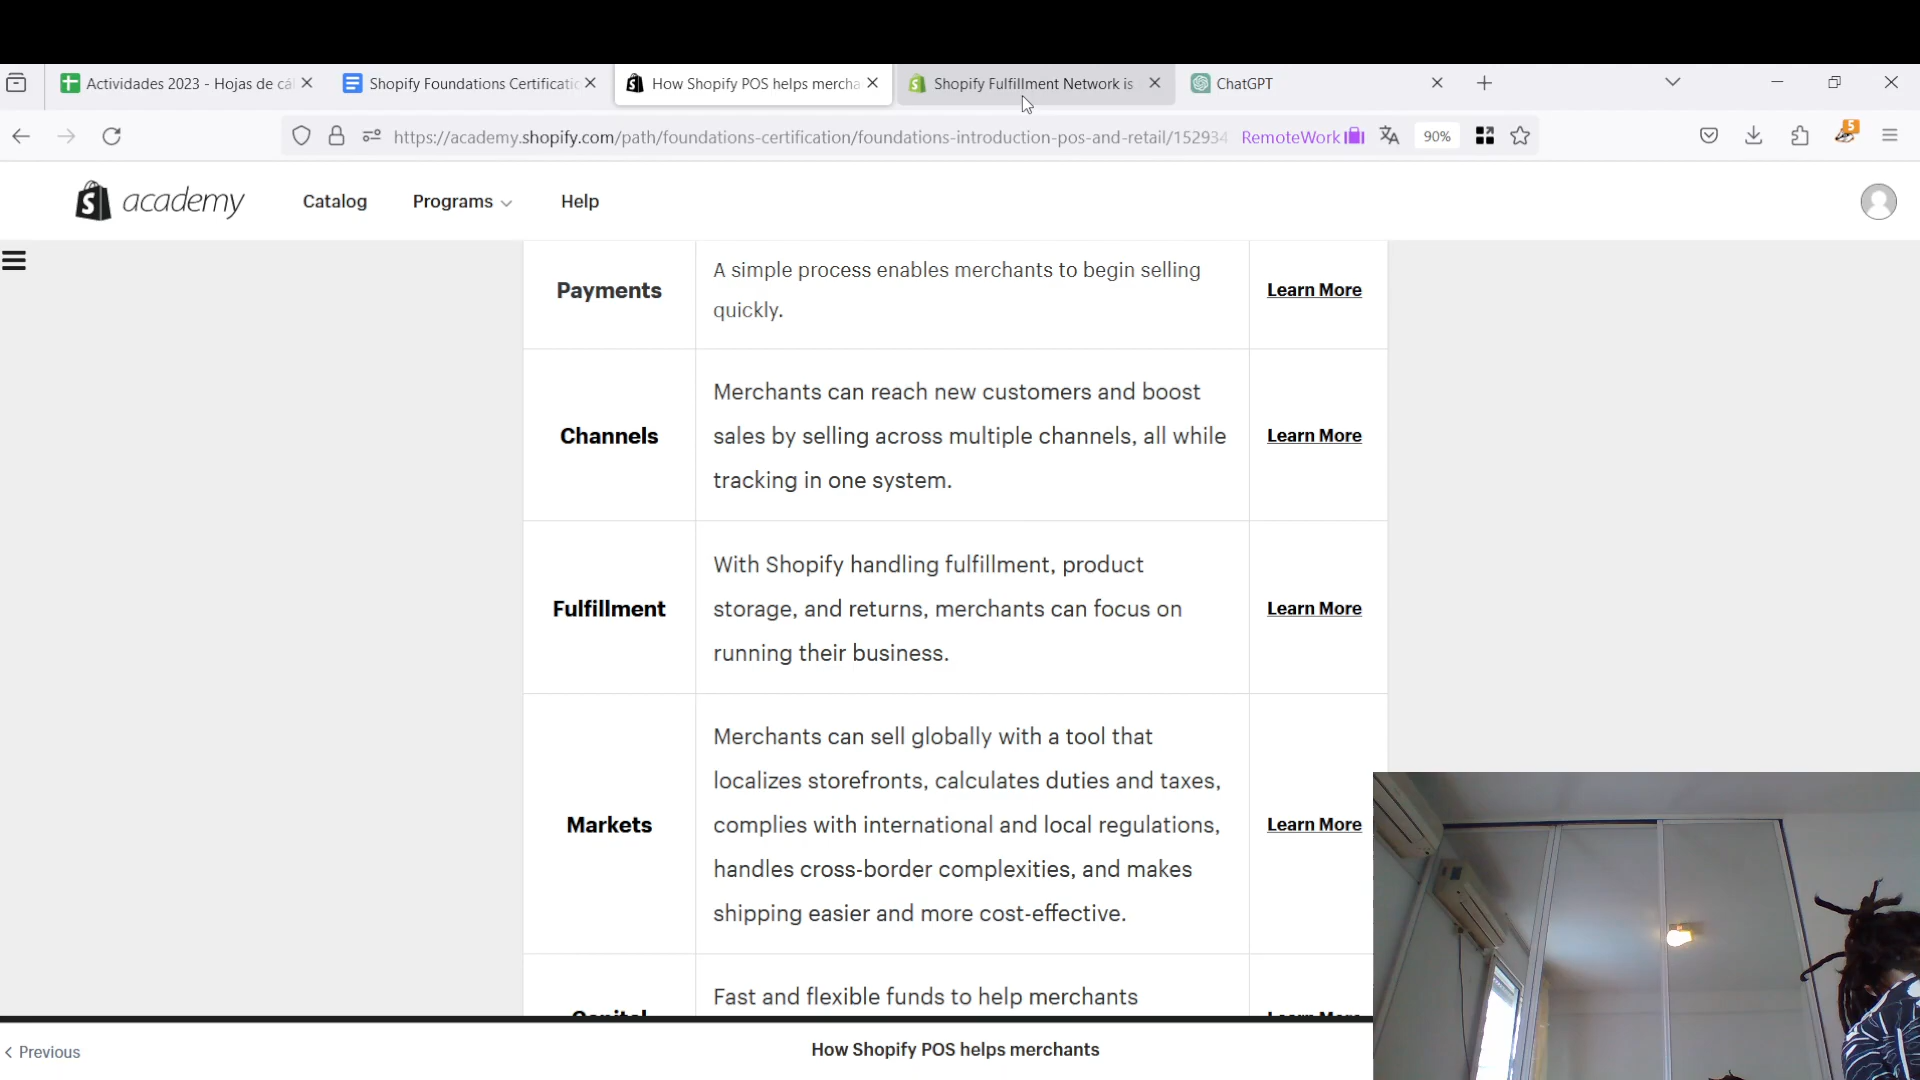 Actividades 2023 - Hojas de cál
Shopify Foundations Certificatio
How Shopify POS helps mercha
Shopify Fulfillment Network is
ChatGPT
https://academy.shopify.com/path/foundations-certification/foundations-introduction-pos-and-retail/152934
RemoteWork
90%
5
academy
Catalog
Programs
Help
Payments
A simple process enables merchants to begin selling
quickly.
Learn More
Channels
Merchants can reach new customers and boost
sales by selling across multiple channels, all while
tracking in one system.
Learn More
Fulfillment
With Shopify handling fulfillment, product
storage, and returns, merchants can focus on
running their business.
Learn More
Markets
Merchants can sell globally with a tool that
localizes storefronts, calculates duties and taxes,
complies with international and local regulations,
handles cross-border complexities, and makes
shipping easier and more cost-effective.
Learn More
Capital
Fast and flexible funds to help merchants
Learn More
Previous
How Shopify POS helps merchants